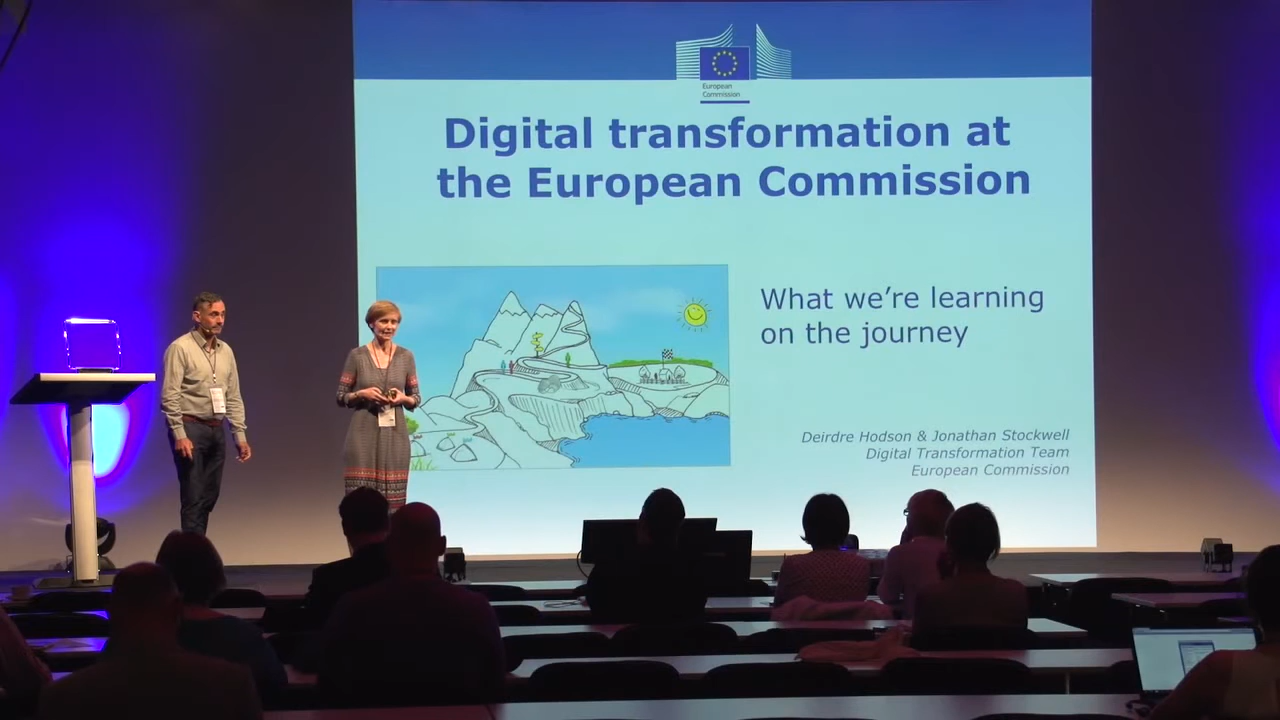 European
Commission
Digital transformation at
the European Commission
What we're learning
on the journey
Deirdre Hodson & Jonathan Stockwell
Digital Transformation Team
European Commission